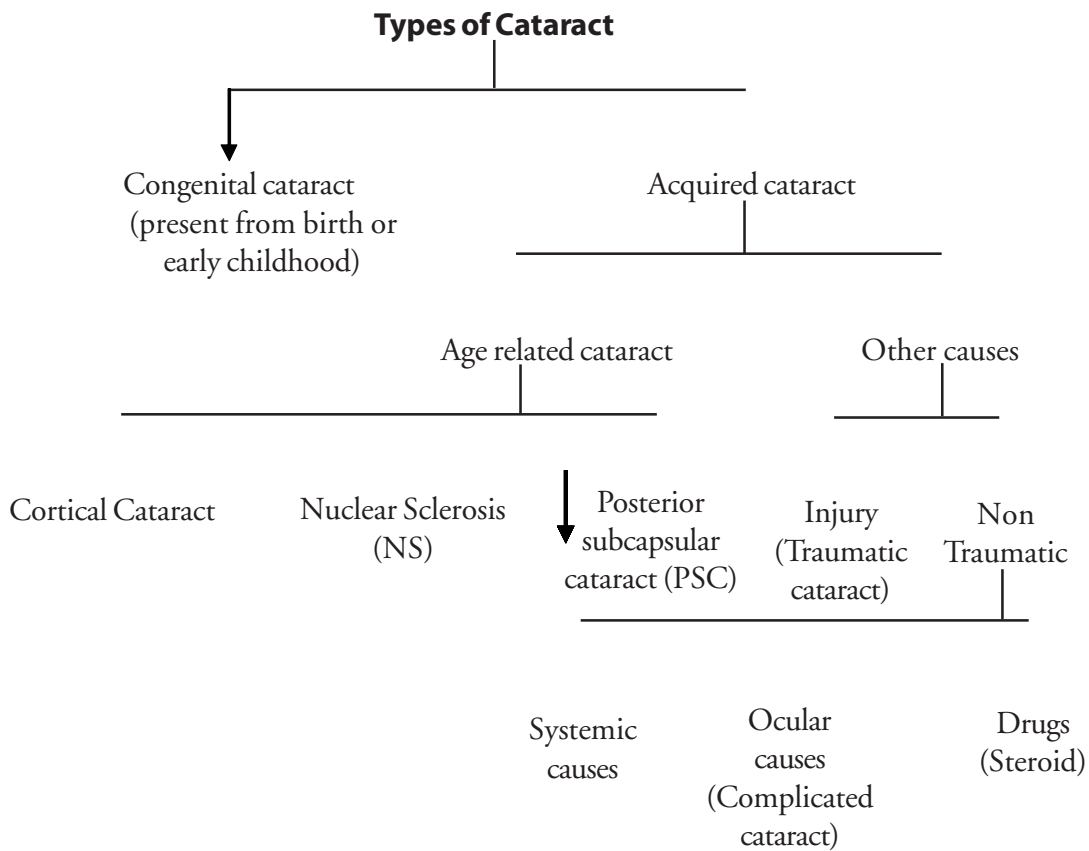 Types of Cataract
Congenital cataract
(present from birth or
early childhood)
Acquired cataract
Age related cataract
Other causes
Cortical Cataract
Nuclear Sclerosis
(NS)
Posterior
subcapsular
cataract (PSC)
Injury
(Traumatic
cataract)
Non
Traumatic
Systemic
causes
Ocular
causes
(Complicated
cataract)
Drugs
(Steroid)